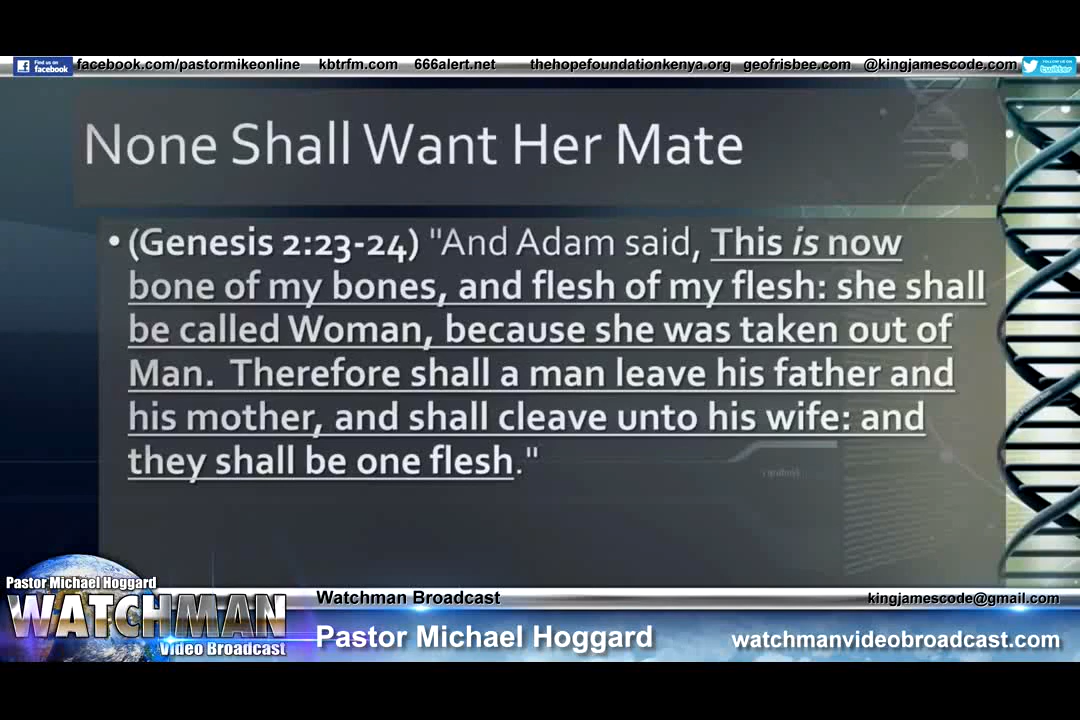 Find us on facebook facebook.com/pastormikeonline kbtrfm.com 666alert.net thehopefoundationkenya.org geofrisbee.com @kingjamescode.com FOLLOW US ON twitter
None Shall Want Her Mate
• (Genesis 2:23-24) "And Adam said, This is now
bone of my bones, and flesh of my flesh: she shall
be called Woman, because she was taken out of
Man. Therefore shall a man leave his father and
his mother, and shall cleave unto his wife: and
they shall be one flesh."
Pastor Michael Hoggard
WATCHMAN
Video Broadcast
Watchman Broadcast kingjamescode@gmail.com
Pastor Michael Hoggard watchmanvideobroadcast.com